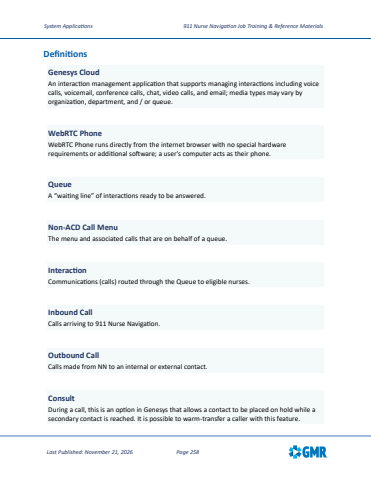 System Applications
911 Nurse Navigation Job Training & Reference Materials
Definitions
Genesys Cloud
An interaction management application that supports managing interactions including voice
calls, voicemail, conference calls, chat, video calls, and email; media types may vary by
organization, department, and / or queue.
WebRTC Phone
WebRTC Phone runs directly from the internet browser with no special hardware
requirements or additional software; a user's computer acts as their phone.
Queue
A "waiting line" of interactions ready to be answered.
Non-ACD Call Menu
The menu and associated calls that are on behalf of a queue.
Interaction
Communications (calls) routed through the Queue to eligible nurses.
Inbound Call
Calls arriving to 911 Nurse Navigation.
Outbound Call
Calls made from NN to an internal or external contact.
Consult
During a call, this is an option in Genesys that allows a contact to be placed on hold while a
secondary contact is reached. It is possible to warm-transfer a caller with this feature.
Last Published: November 21, 2026
Page 258
GMR